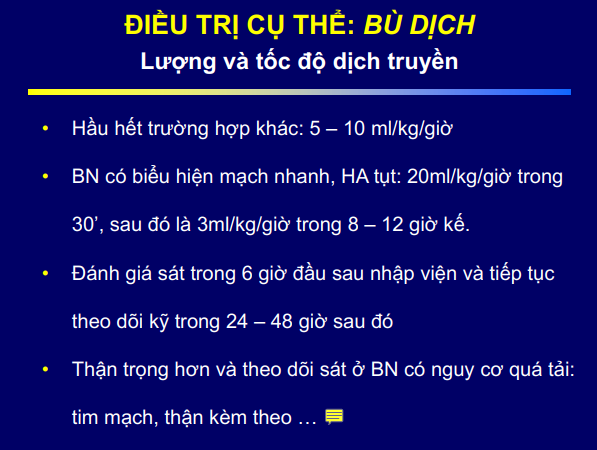 ĐIỀU TRỊ CỤ THỂ: BÙ DỊCH
Lượng và tốc độ dịch truyền
• Hầu hết trường hợp khác: 5 – 10 ml/kg/giờ
• BN có biểu hiện mạch nhanh, HA tụt: 20ml/kg/giờ trong
30’, sau đó là 3ml/kg/giờ trong 8 – 12 giờ kế.
• Đánh giá sát trong 6 giờ đầu sau nhập viện và tiếp tục
theo dõi kỹ trong 24 – 48 giờ sau đó
• Thận trọng hơn và theo dõi sát ở BN có nguy cơ quá tải:
tim mạch, thận kèm theo …